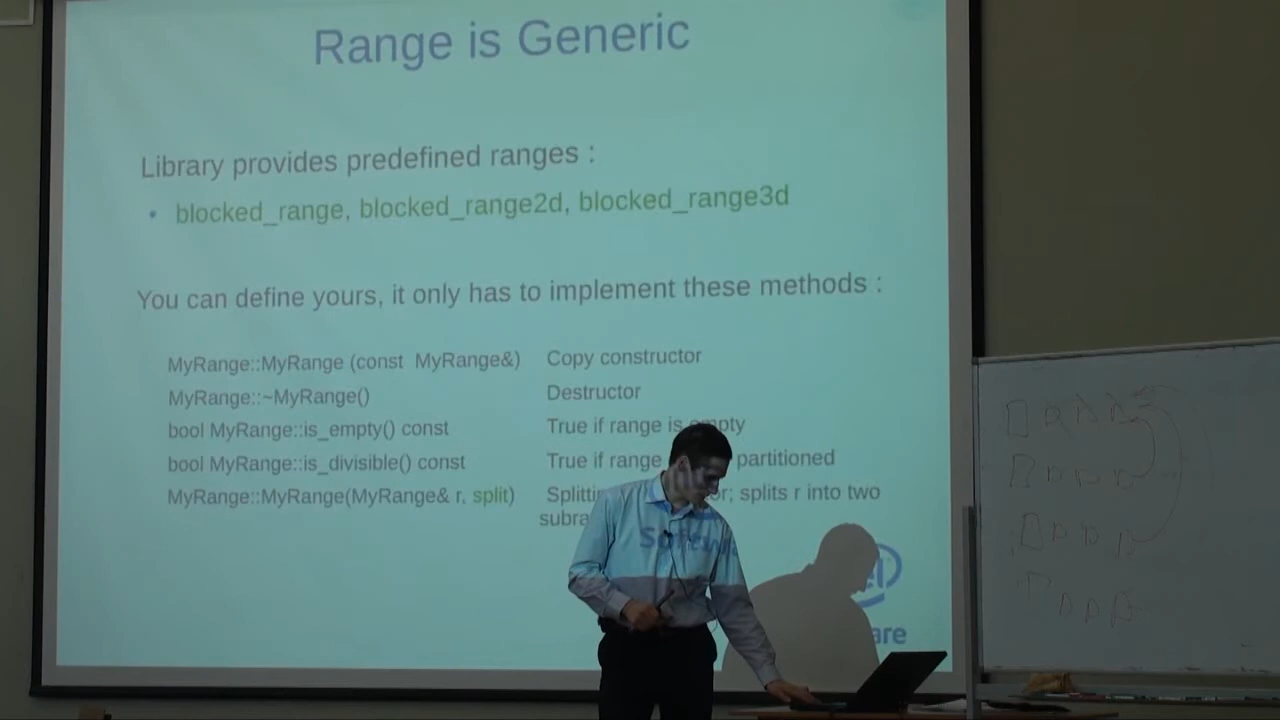 Range is Generic
Library provides predefined ranges :
• blocked_range, blocked_range2d, blocked_range3d
You can define yours, it only has to implement these methods :
MyRange::MyRange (const MyRange&) Copy constructor
MyRange::~MyRange() Destructor
bool MyRange::is_empty() const True if range is empty
bool MyRange::is_divisible() const True if range partitioned
MyRange::MyRange(MyRange& r, split) splits r into two